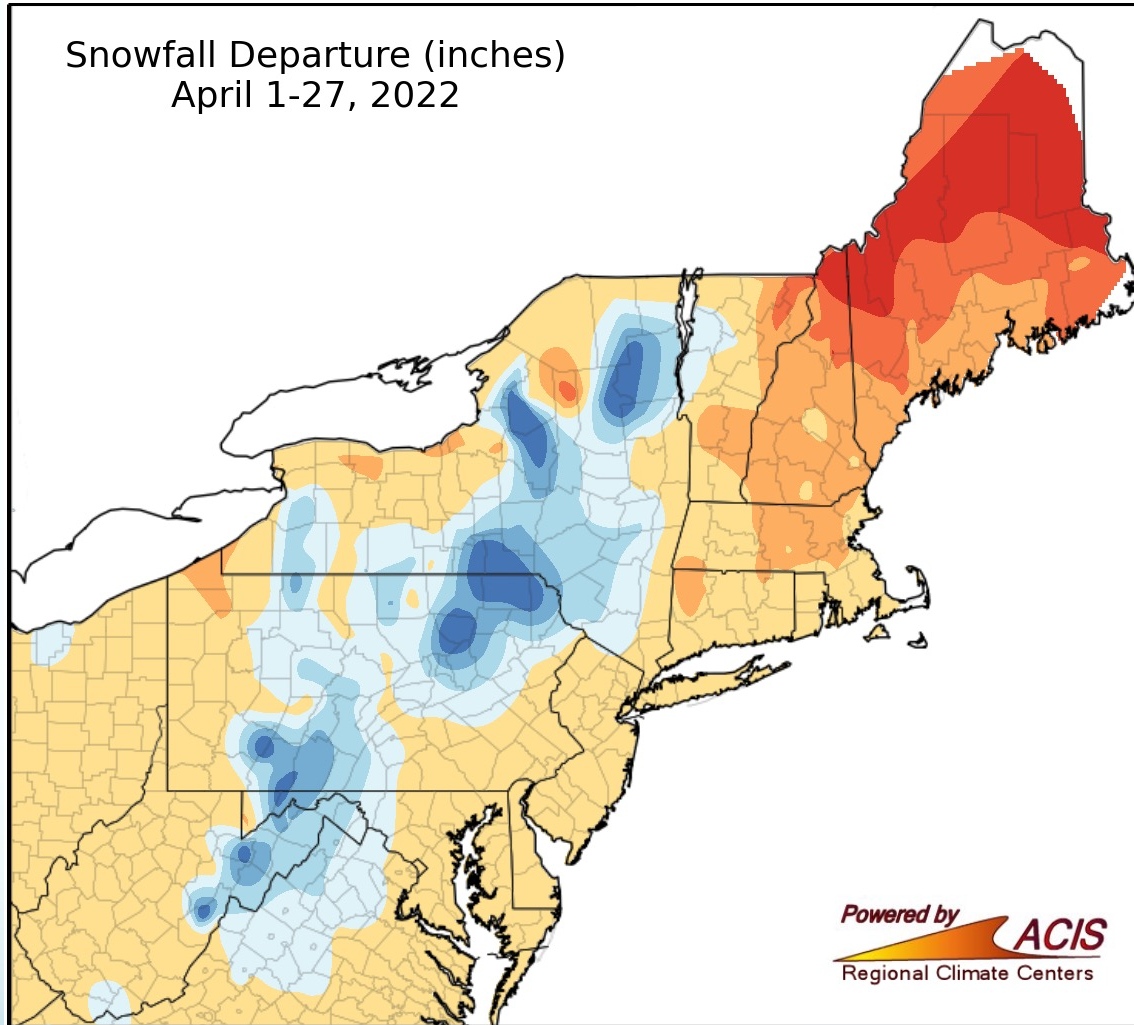 Snowfall Departure (inches)
April 1-27, 2022
Powered by
ACIS
Regional Climate Centers